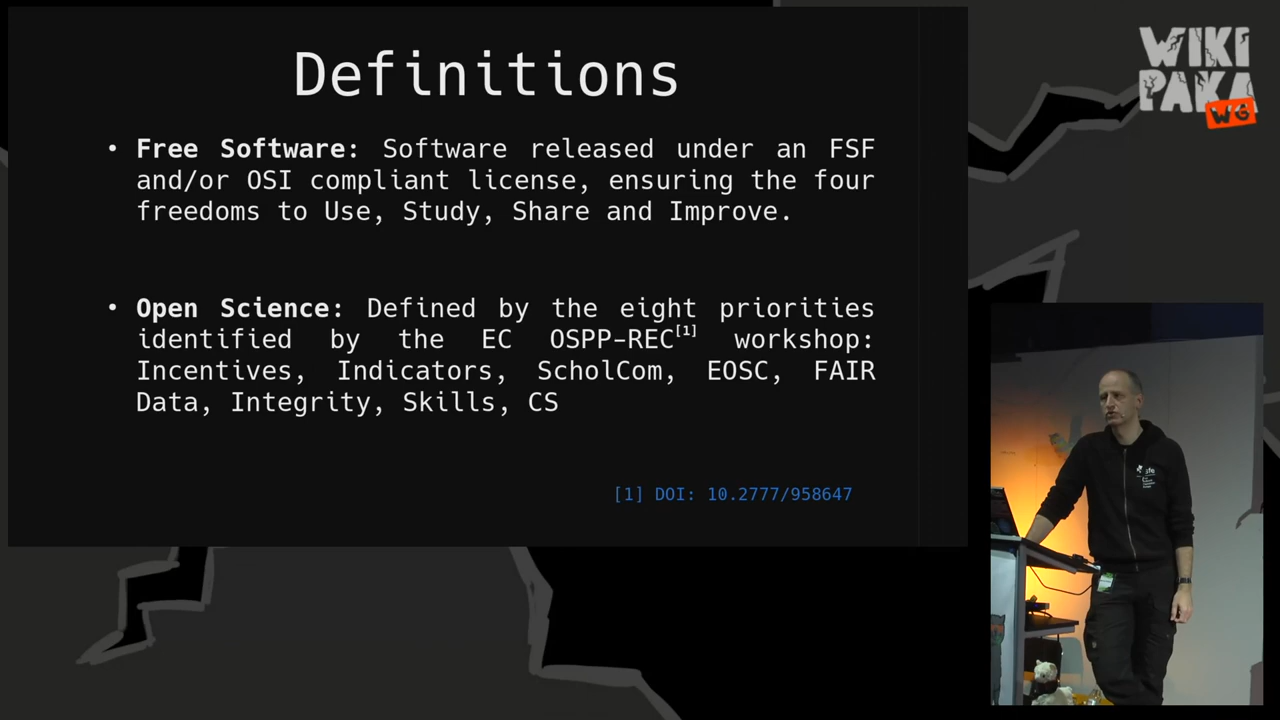 Definitions
WIKI
PAKA
WG
• Free Software: Software released under an FSF
and/or OSI compliant license, ensuring the four
freedoms to Use, Study, Share and Improve.
• Open Science: Defined by the eight priorities
identified by the EC OSPP-REC[1] workshop:
Incentives, Indicators, ScholCom, EOSC, FAIR
Data, Integrity, Skills, CS
[1] DOI: 10.2777/958647